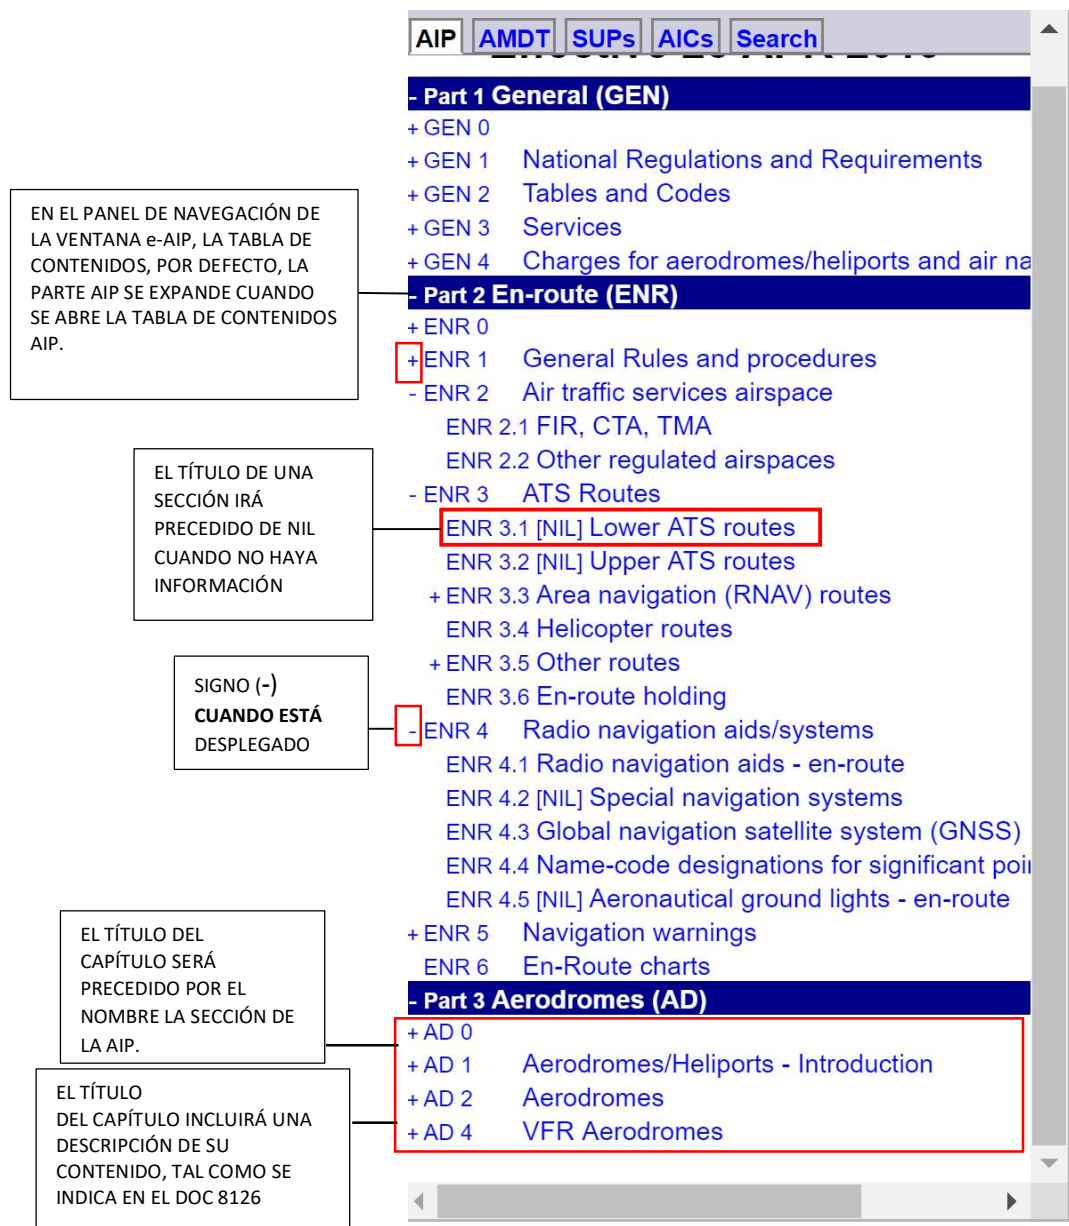 AIP AMDT SUPs AICs Search
- Part 1 General (GEN)
+ GEN 0
+ GEN 1 National Regulations and Requirements
+ GEN 2 Tables and Codes
+ GEN 3 Services
+ GEN 4 Charges for aerodromes/heliports and air na
- Part 2 En-route (ENR)
+ ENR 0
+ ENR 1 General Rules and procedures
- ENR 2 Air traffic services airspace
ENR 2.1 FIR, CTA, TMA
ENR 2.2 Other regulated airspaces
- ENR 3 ATS Routes
ENR 3.1 [NIL] Lower ATS routes
ENR 3.2 [NIL] Upper ATS routes
+ ENR 3.3 Area navigation (RNAV) routes
ENR 3.4 Helicopter routes
+ ENR 3.5 Other routes
ENR 3.6 En-route holding
- ENR 4 Radio navigation aids/systems
ENR 4.1 Radio navigation aids - en-route
ENR 4.2 [NIL] Special navigation systems
ENR 4.3 Global navigation satellite system (GNSS)
ENR 4.4 Name-code designations for significant poi
ENR 4.5 [NIL] Aeronautical ground lights - en-route
+ ENR 5 Navigation warnings
ENR 6 En-Route charts
- Part 3 Aerodromes (AD)
+ AD 0
+ AD 1 Aerodromes/Heliports - Introduction
+ AD 2 Aerodromes
+ AD 4 VFR Aerodromes
EN EL PANEL DE NAVEGACIÓN DE
LA VENTANA e-AIP, LA TABLA DE
CONTENIDOS, POR DEFECTO, LA
PARTE AIP SE EXPANDE CUANDO
SE ABRE LA TABLA DE CONTENIDOS
AIP.
EL TÍTULO DE UNA
SECCIÓN IRÁ
PRECEDIDO DE NIL
CUANDO NO HAYA
INFORMACIÓN
SIGNO (-)
CUANDO ESTÁ
DESPLEGADO
EL TÍTULO DEL
CAPÍTULO SERÁ
PRECEDIDO POR EL
NOMBRE LA SECCIÓN DE
LA AIP.
EL TÍTULO
DEL CAPÍTULO INCLUIRÁ UNA
DESCRIPCIÓN DE SU
CONTENIDO, TAL COMO SE
INDICA EN EL DOC 8126